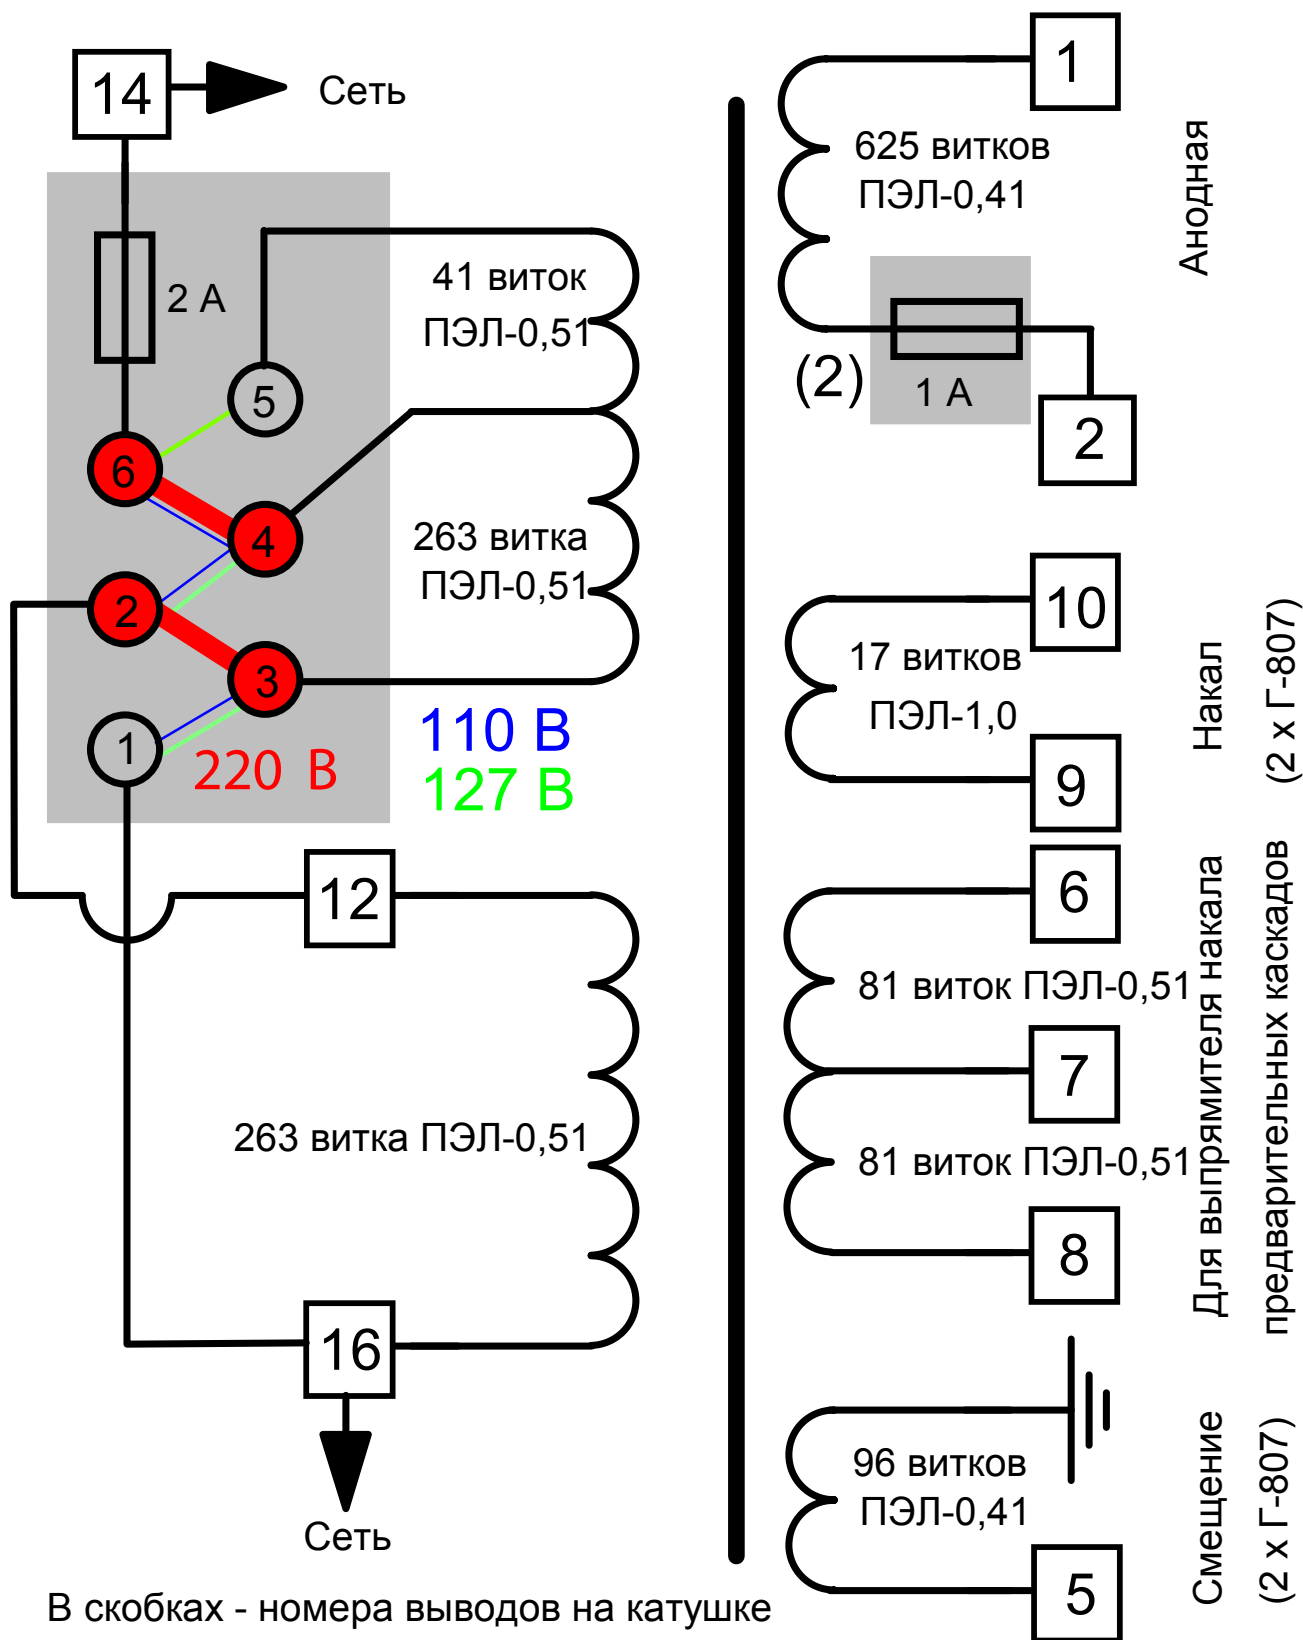 14
Сеть
2 А
41 виток
ПЭЛ-0,51
5
6
4
263 витка
ПЭЛ-0,51
2
3
1
220 В
110 В
127 В
12
263 витка ПЭЛ-0,51
16
Сеть
В скобках - номера выводов на катушке
1
625 витков
ПЭЛ-0,41
(2)
1 А
2
Анодная
10
17 витков
ПЭЛ-1,0
9
Накал
(2 х Г-807)
6
81 виток ПЭЛ-0,51
7
81 виток ПЭЛ-0,51
8
Для выпрямителя накала
предварительных каскадов
96 витков
ПЭЛ-0,41
5
Смещение
(2 х Г-807)